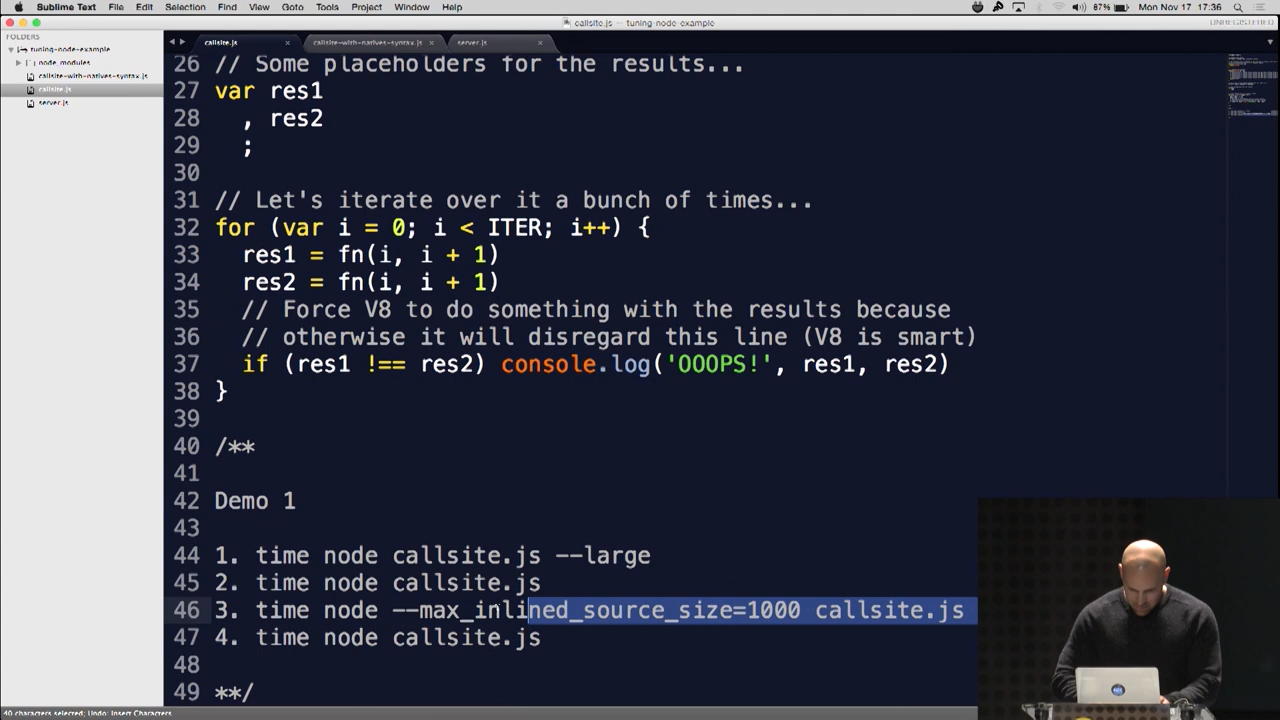 Sublime Text File Edit Selection Find View Goto Tools Project Window Help 87% Mon Nov 17 17:36
callsite.js — tuning-node-example UNREGISTERED
FOLDERS
tuning-node-example
node_modules
callsite-with-natives-syntax.js
callsite.js
server.js
callsite.js callsite-with-natives-syntax.js server.js
26 // Some placeholders for the results...
27 var res1
28 , res2
29 ;
30
31 // Let's iterate over it a bunch of times...
32 for (var i = 0; i < ITER; i++) {
33 res1 = fn(i, i + 1)
34 res2 = fn(i, i + 1)
35 // Force V8 to do something with the results because
36 // otherwise it will disregard this line (V8 is smart)
37 if (res1 !== res2) console.log('OOOPS!', res1, res2)
38 }
39
40 /**
41
42 Demo 1
43
44 1. time node callsite.js --large
45 2. time node callsite.js
46 3. time node --max_inlined_source_size=1000 callsite.js
47 4. time node callsite.js
48
49 **/
40 characters selected; Undo: Insert Characters